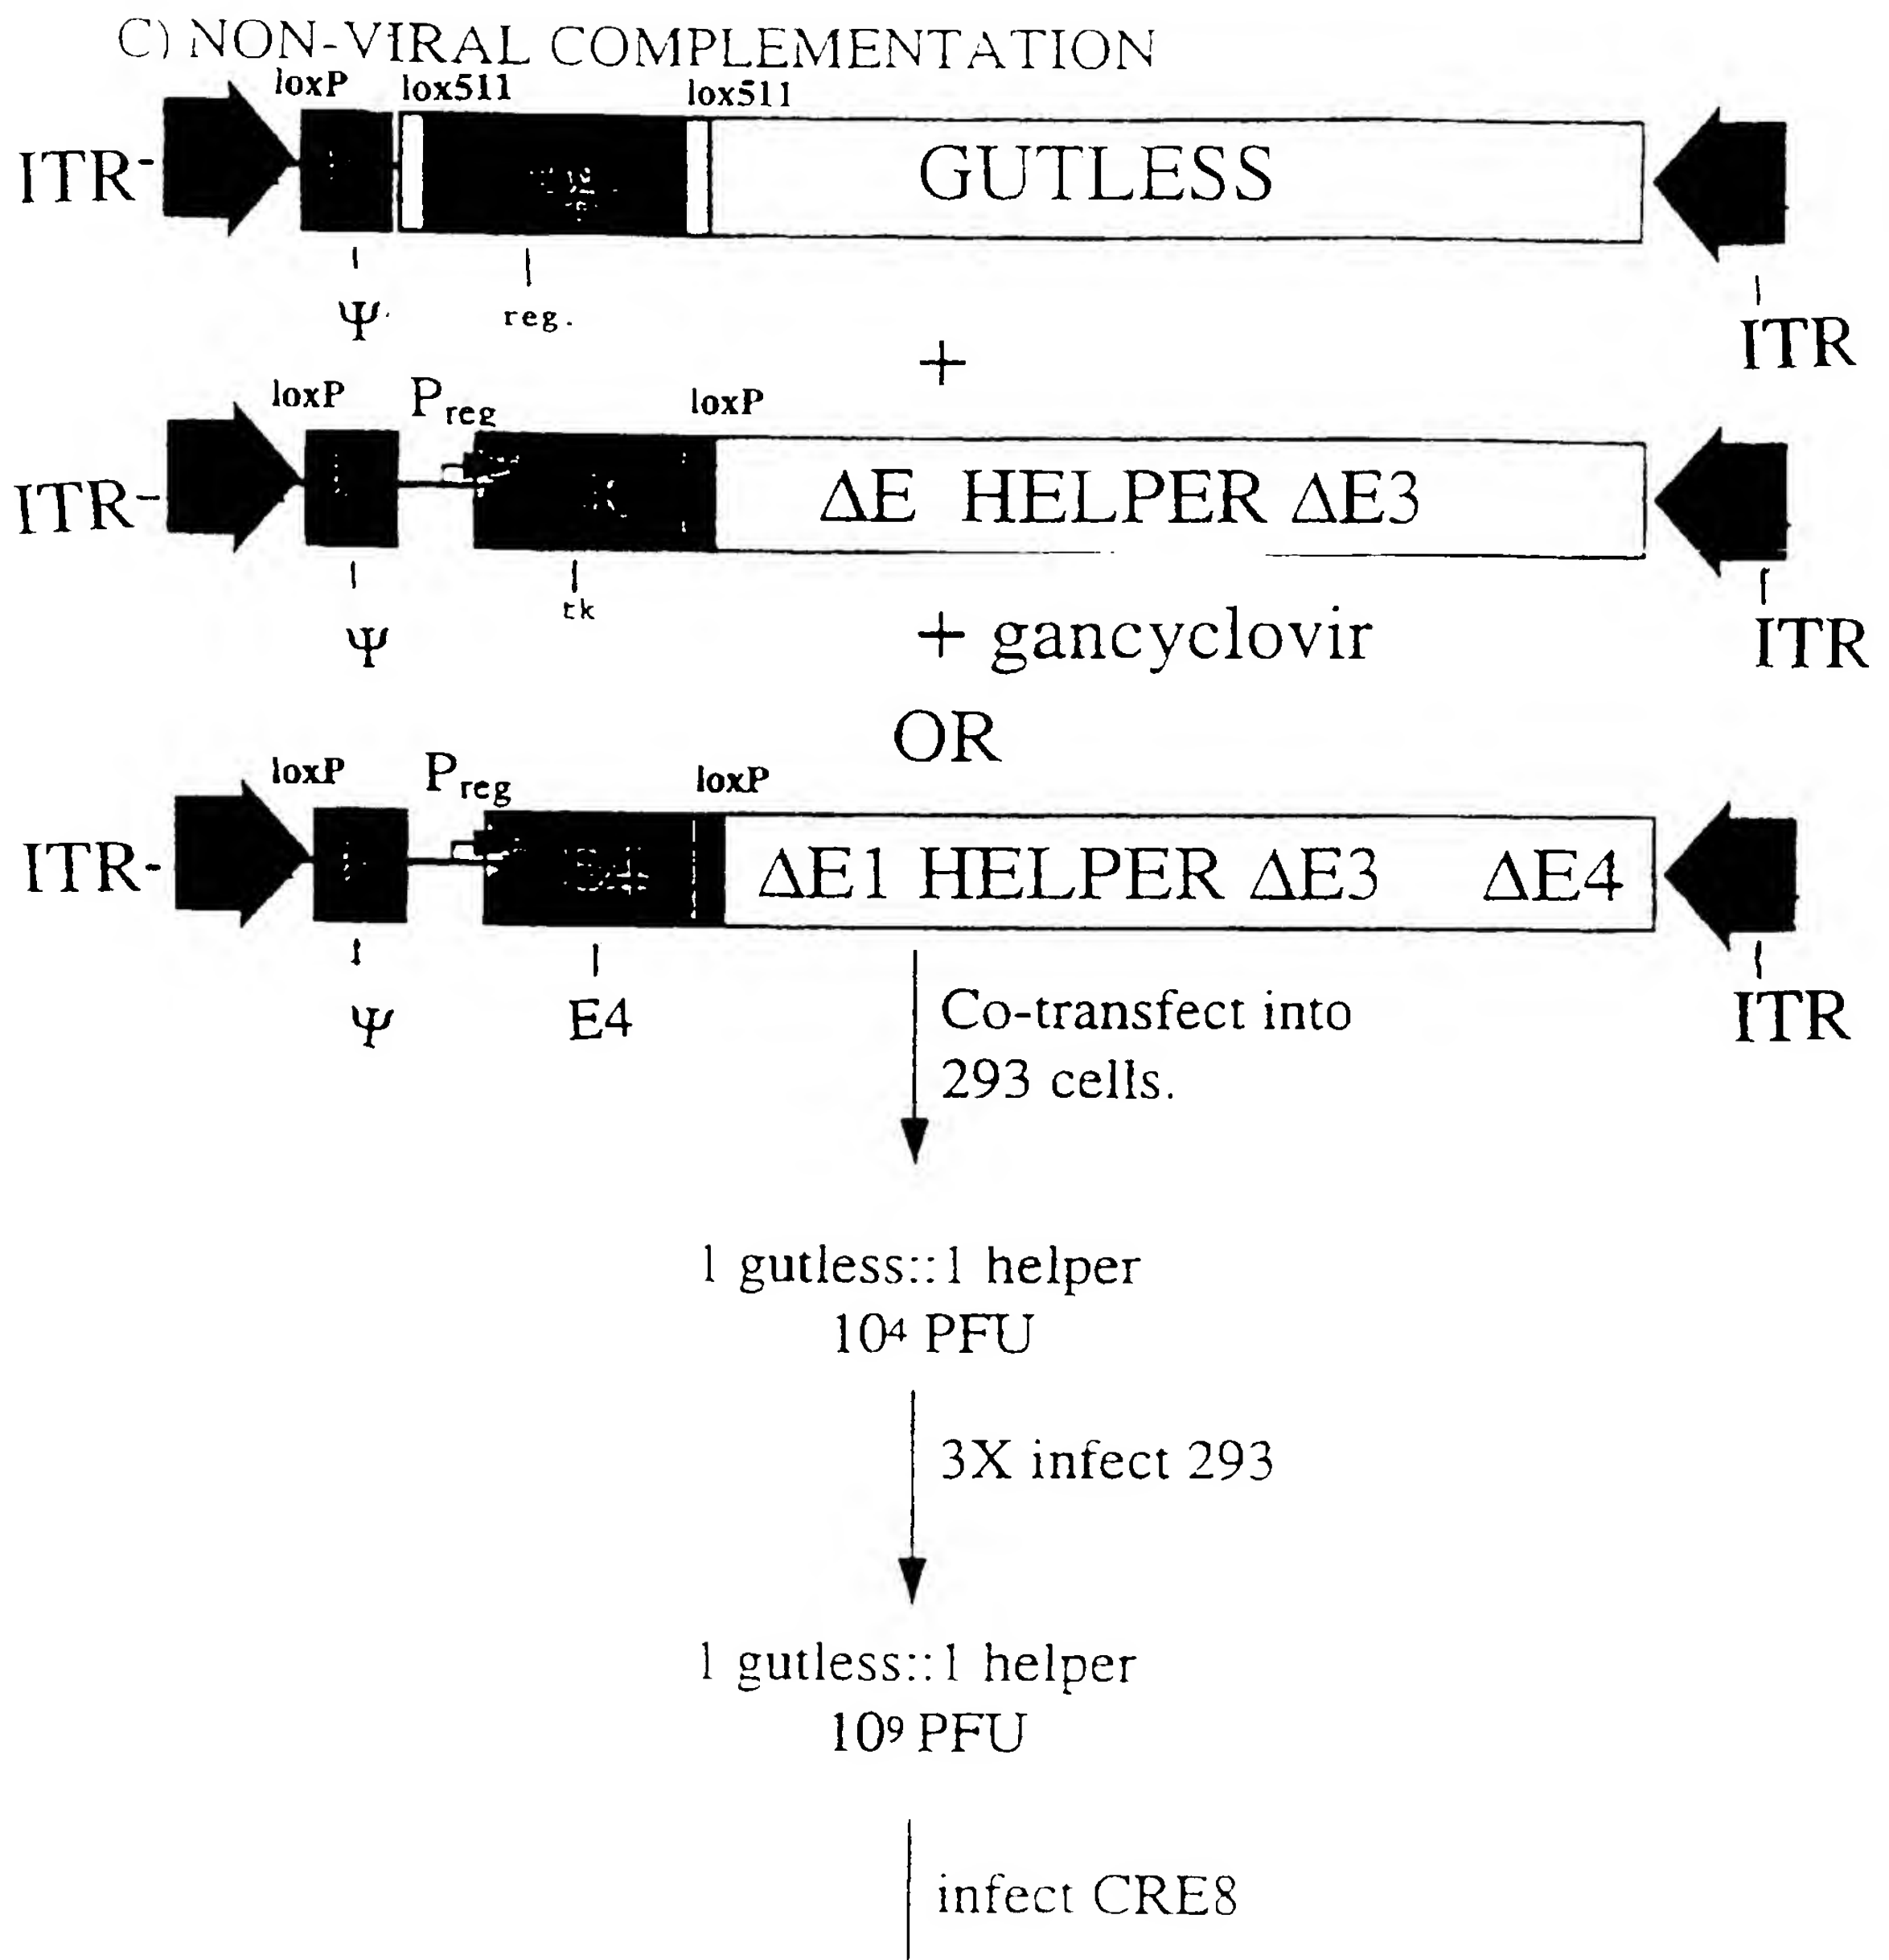 C) NON-VIRAL COMPLEMENTATION
loxP lox511 lox511
ITR- GUTLESS
Ψ reg. ITR
+
loxP Preg loxP
ITR- ΔE HELPER ΔE3
Ψ tk ITR
+ gancyclovir
OR
loxP Preg loxP
ITR- E4 ΔE1 HELPER ΔE3 ΔE4
Ψ E4 ITR
Co-transfect into
293 cells.
1 gutless::1 helper
10⁴ PFU
3X infect 293
1 gutless::1 helper
10⁹ PFU
infect CRE8